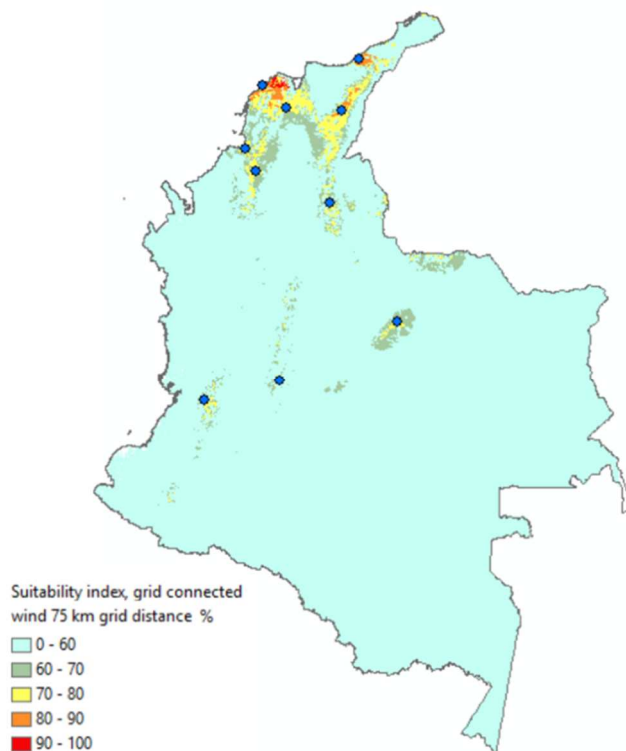 Suitability index, grid connected
wind 75 km grid distance %
0 - 60
60 - 70
70 - 80
80 - 90
90 - 100